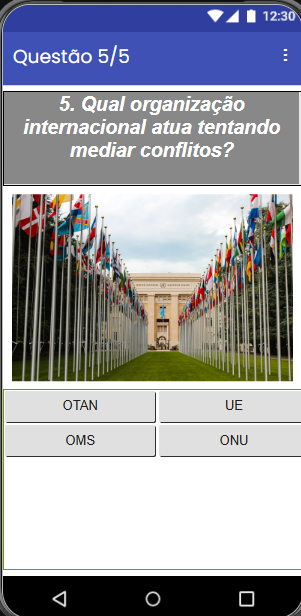 12:30
Questão 5/5
5. Qual organização
internacional atua tentando
mediar conflitos?
OTAN
UE
OMS
ONU